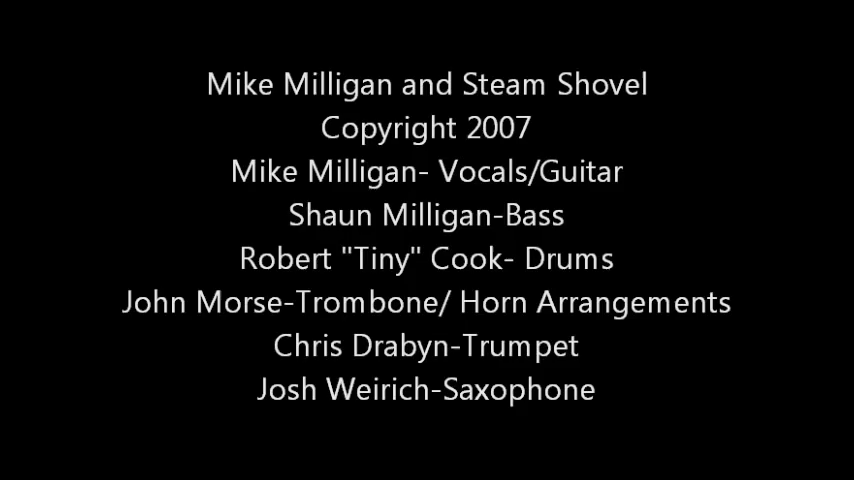 Mike Milligan and Steam Shovel
Copyright 2007
Mike Milligan- Vocals/Guitar
Shaun Milligan-Bass
Robert "Tiny" Cook- Drums
John Morse-Trombone/ Horn Arrangements
Chris Drabyn-Trumpet
Josh Weirich-Saxophone